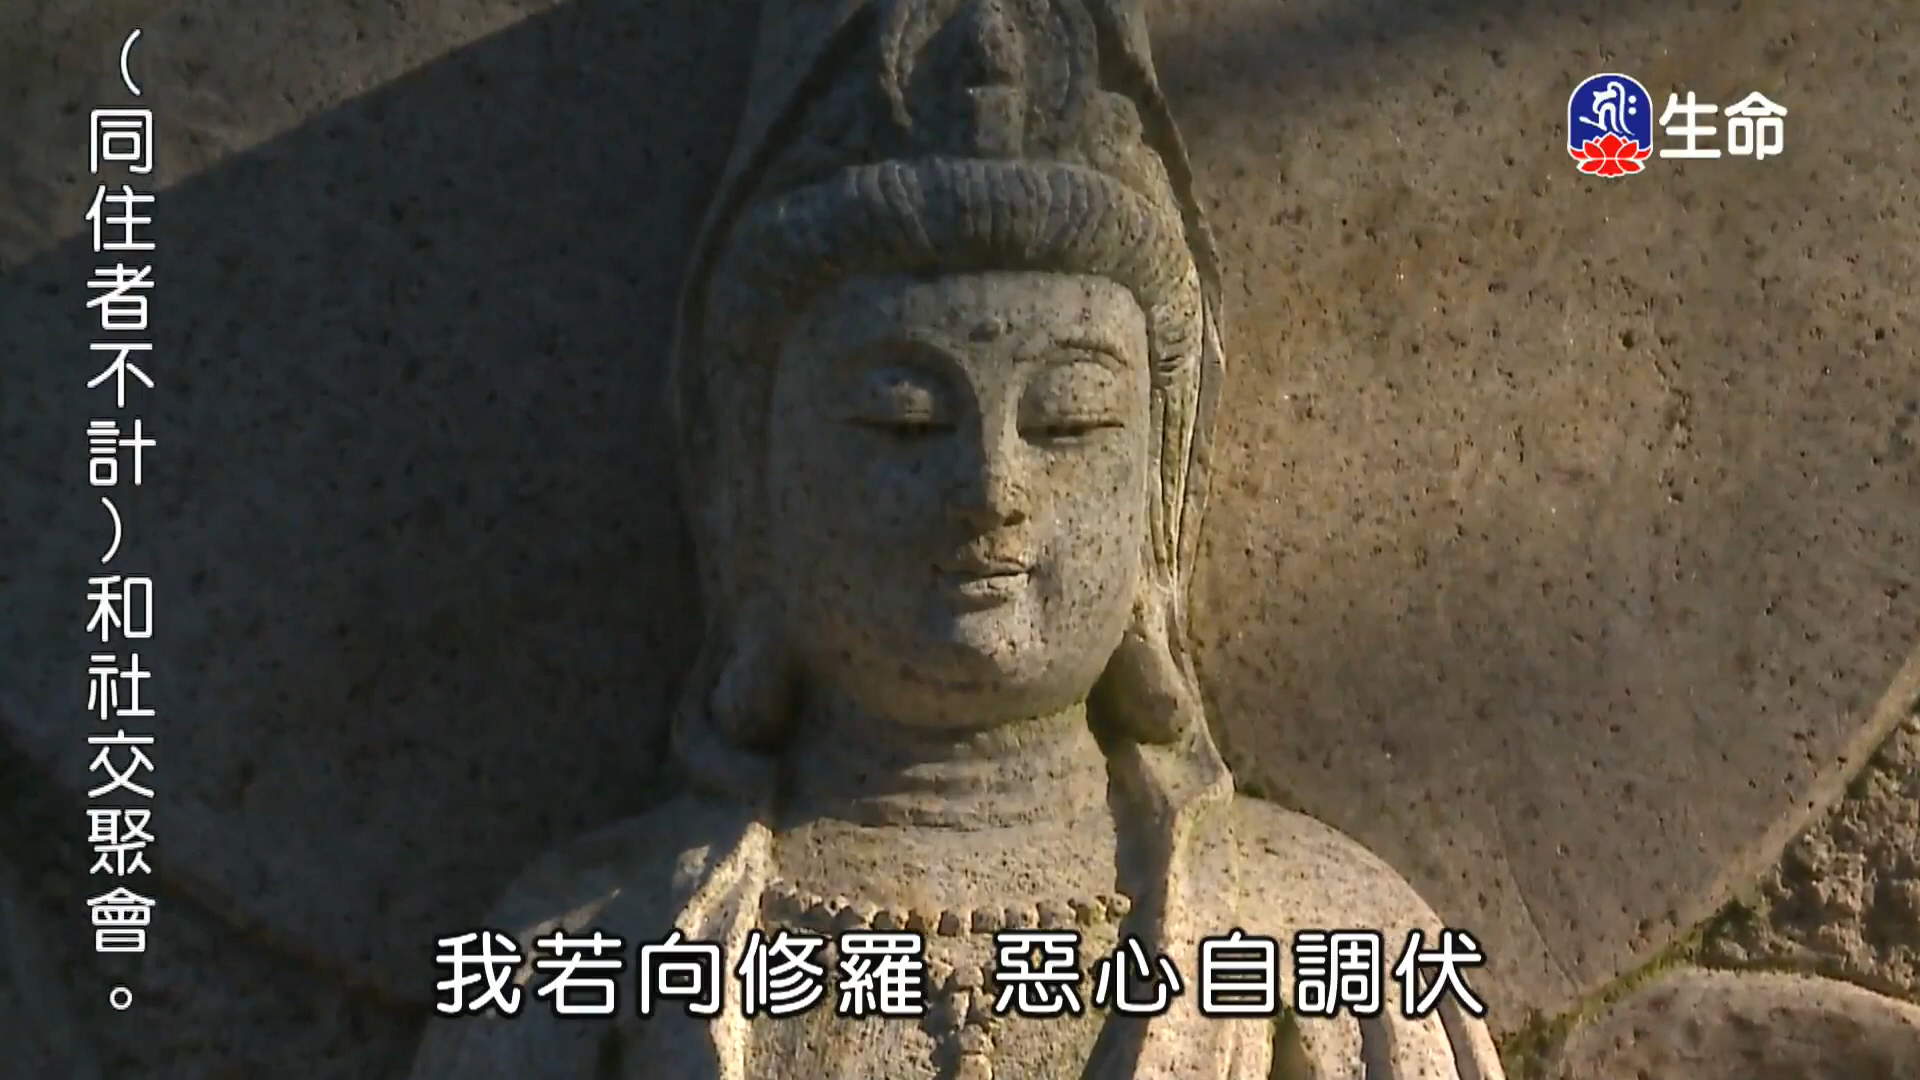 （同住者不計）和社交聚會。
生命
我若向修羅 惡心自調伏